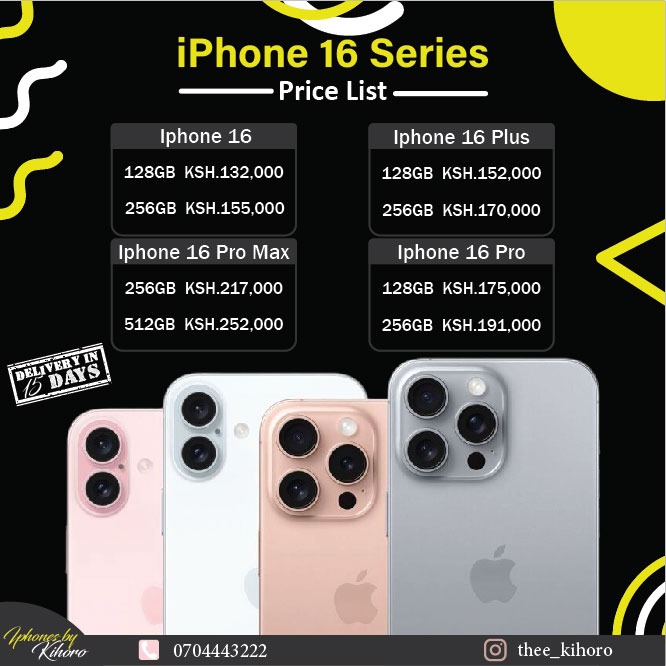 iPhone 16 Series
Price List
Iphone 16
128GB KSH.132,000
256GB KSH.155,000
Iphone 16 Plus
128GB KSH.152,000
256GB KSH.170,000
Iphone 16 Pro Max
256GB KSH.217,000
512GB KSH.252,000
Iphone 16 Pro
128GB KSH.175,000
256GB KSH.191,000
DELIVERY IN
15 DAYS
Iphones by
Kihoro
0704443222
thee_kihoro